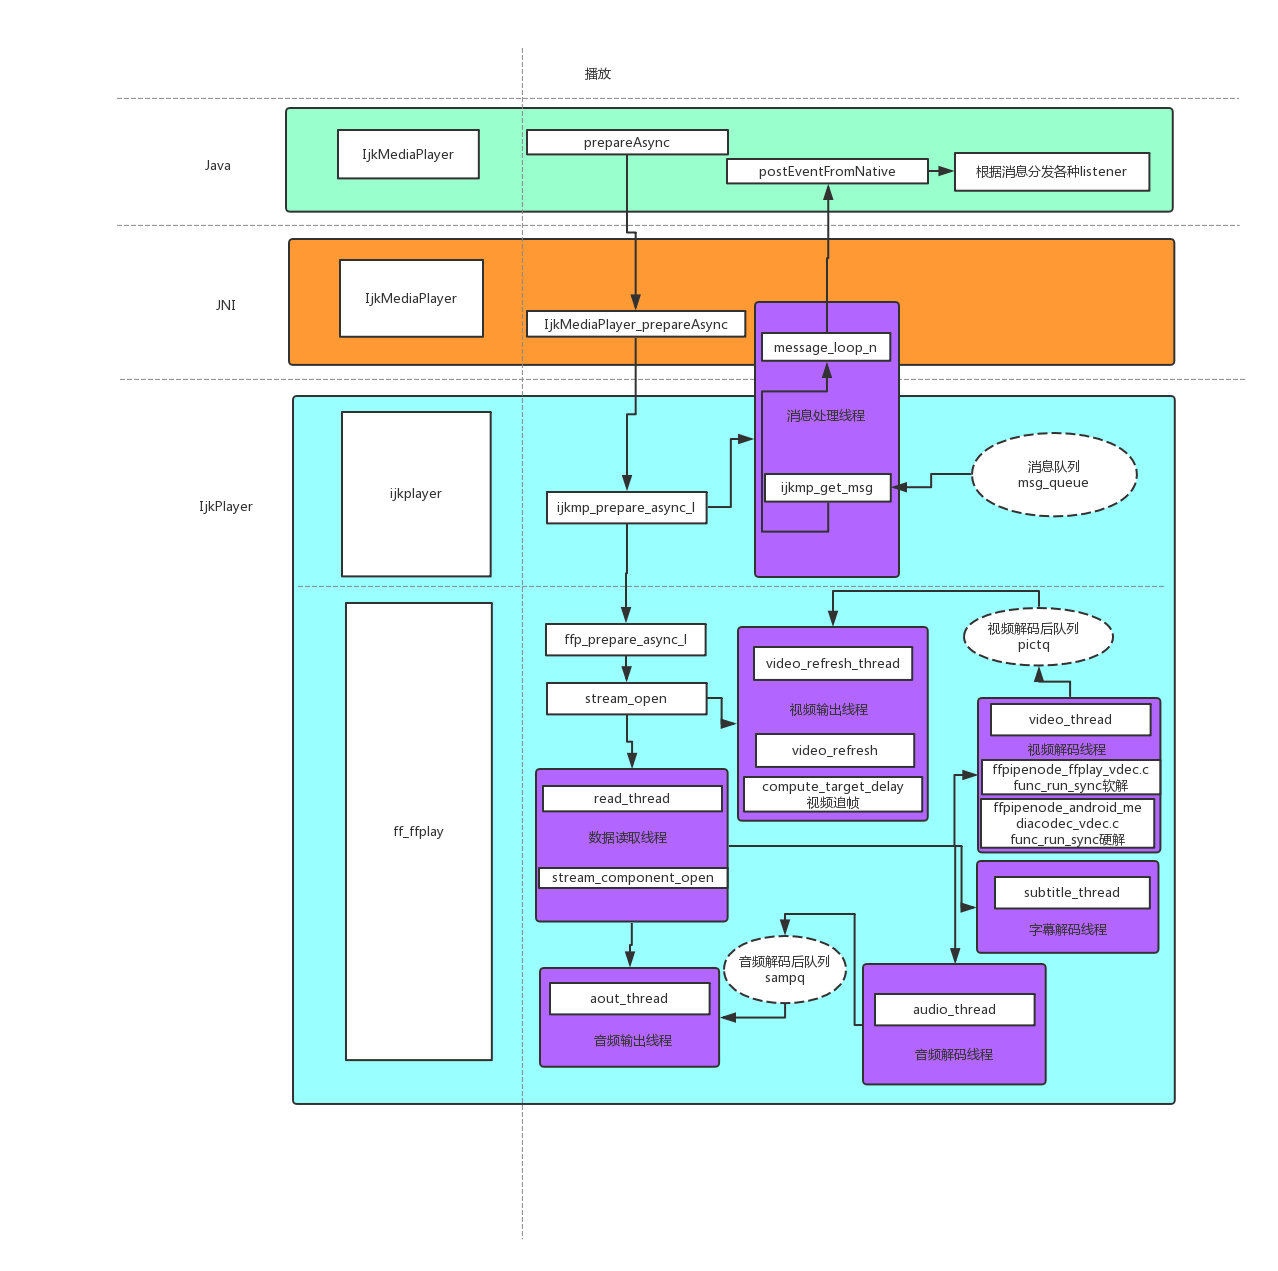 播放
Java
IjkMediaPlayer
prepareAsync
postEventFromNative
根据消息分发各种listener
JNI
IjkMediaPlayer
IjkMediaPlayer_prepareAsync
message_loop_n
消息处理线程
IjkPlayer
ijkplayer
ijkmp_prepare_async_l
ijkmp_get_msg
消息队列
msg_queue
ff_ffplay
ffp_prepare_async_l
stream_open
video_refresh_thread
视频输出线程
video_refresh
compute_target_delay
视频追帧
视频解码后队列
pictq
video_thread
视频解码线程
ffpipenode_ffplay_vdec.c
func_run_sync软解
ffpipenode_android_me
diacodec_vdec.c
func_run_sync硬解
read_thread
数据读取线程
stream_component_open
subtitle_thread
字幕解码线程
音频解码后队列
sampq
aout_thread
音频输出线程
audio_thread
音频解码线程